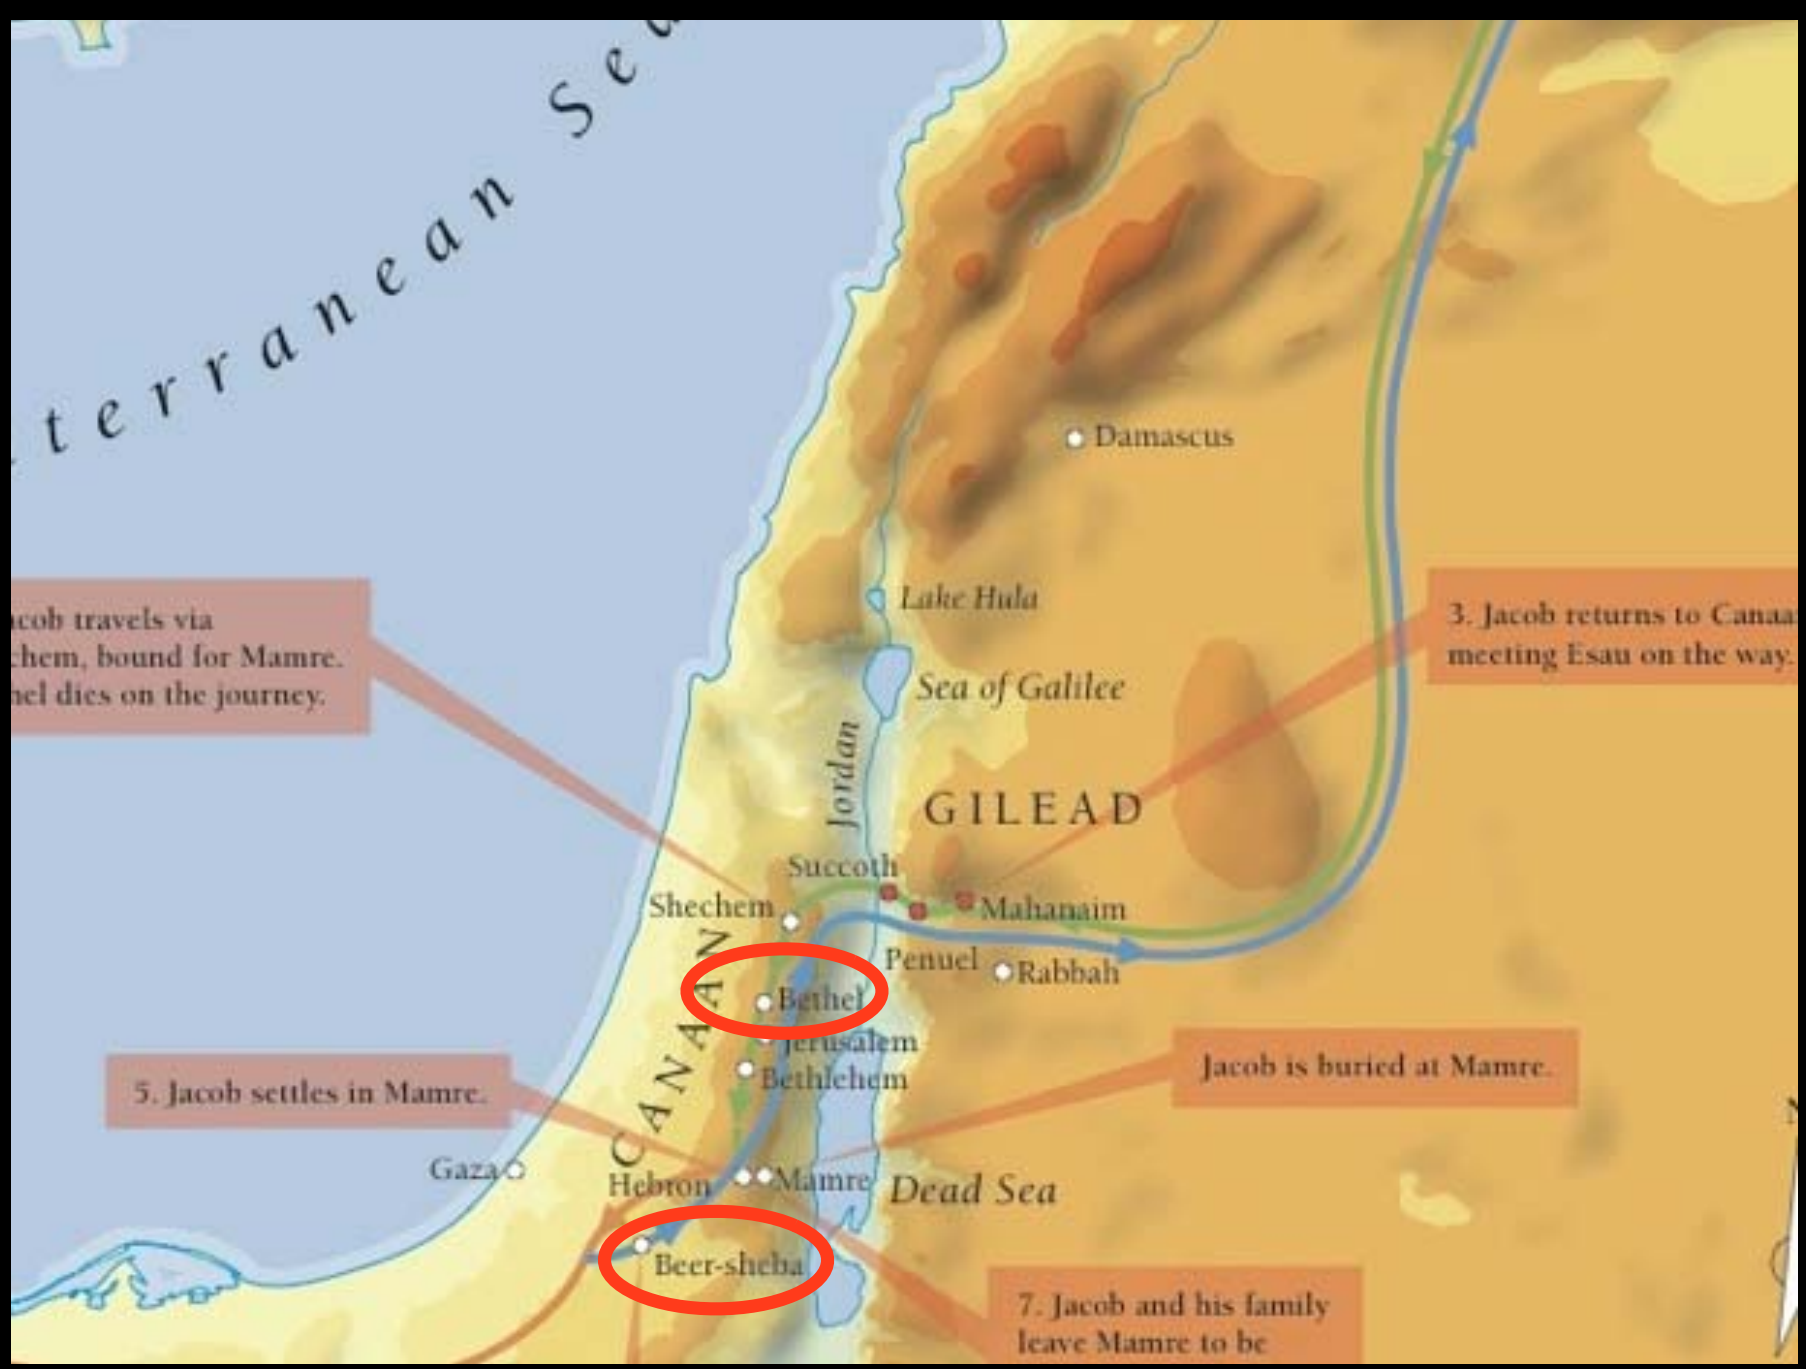 terranean Sea
Damascus
Lake Hula
acob travels via
chem, bound for Mamre.
hel dies on the journey.
3. Jacob returns to Canaa
meeting Esau on the way.
Sea of Galilee
Jordan
GILEAD
Succoth
Shechem
Mahanaim
Penuel
Rabbah
CANAAN
Bethel
Jerusalem
Bethlehem
5. Jacob settles in Mamre.
Jacob is buried at Mamre.
N
Gaza
Hebron
Mamre
Dead Sea
Beer-sheba
7. Jacob and his family
leave Mamre to be